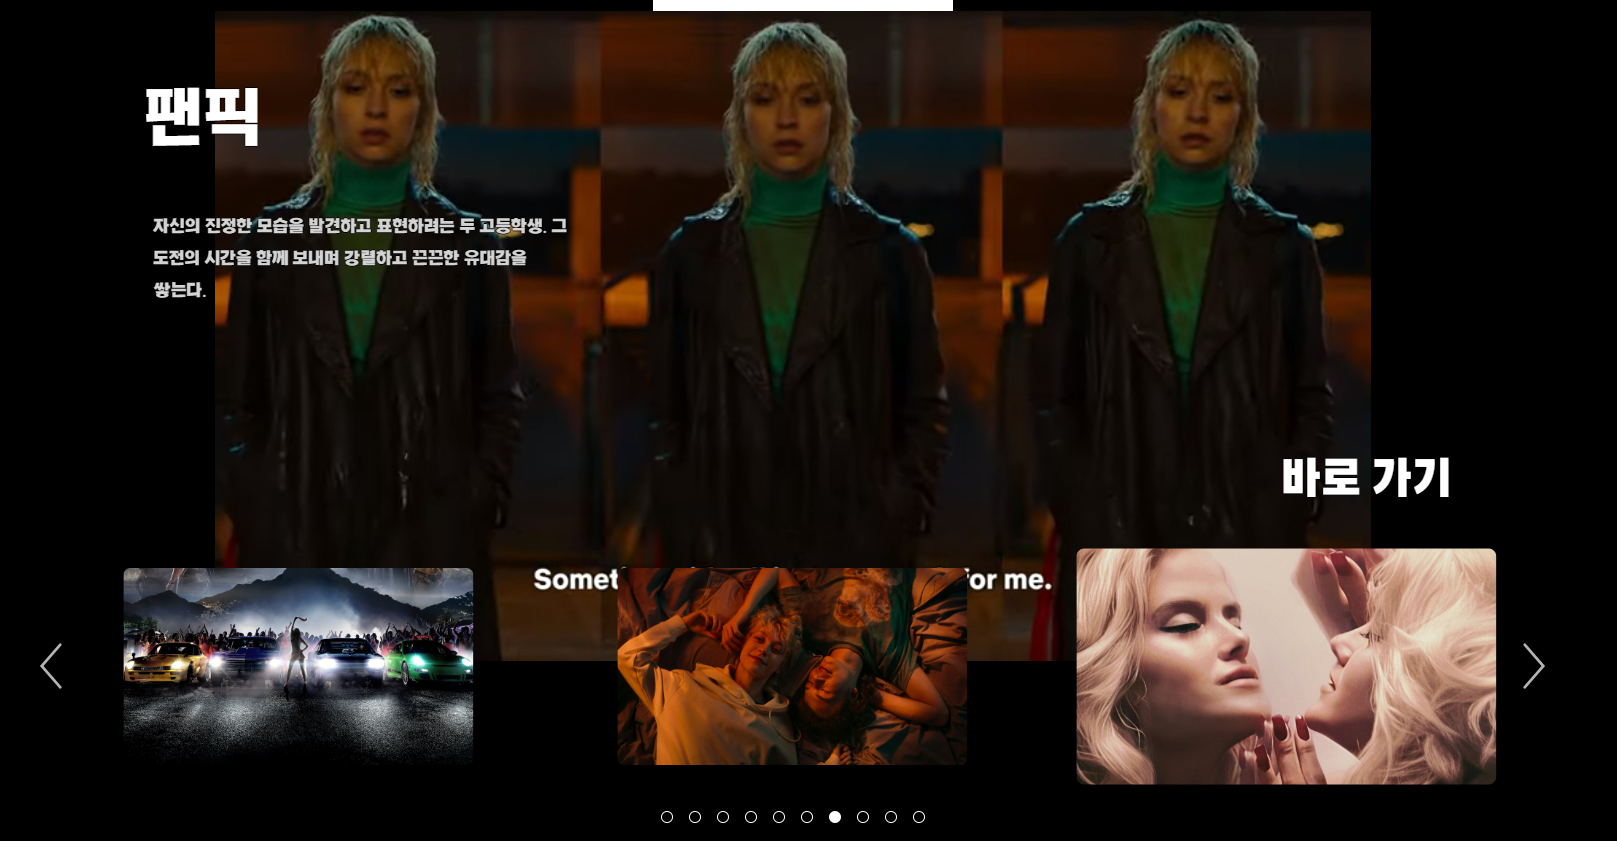 팬픽
자신의 진정한 모습을 발견하고 표현하려는 두 고등학생. 그
도전의 시간을 함께 보내며 강렬하고 끈끈한 유대감을
쌓는다.
바로 가기
for me.